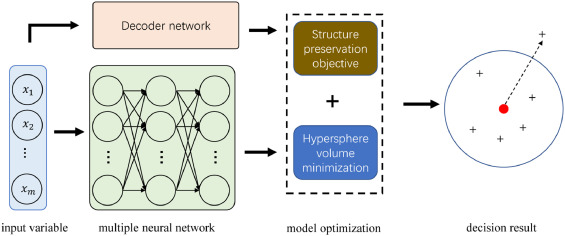 Decoder network
Structure
preservation
objective
x1
x2
...
xm
... ... ...
+
Hypersphere
volume
minimization
+
+
+
+
+
+
input variable
multiple neural network
model optimization
decision result